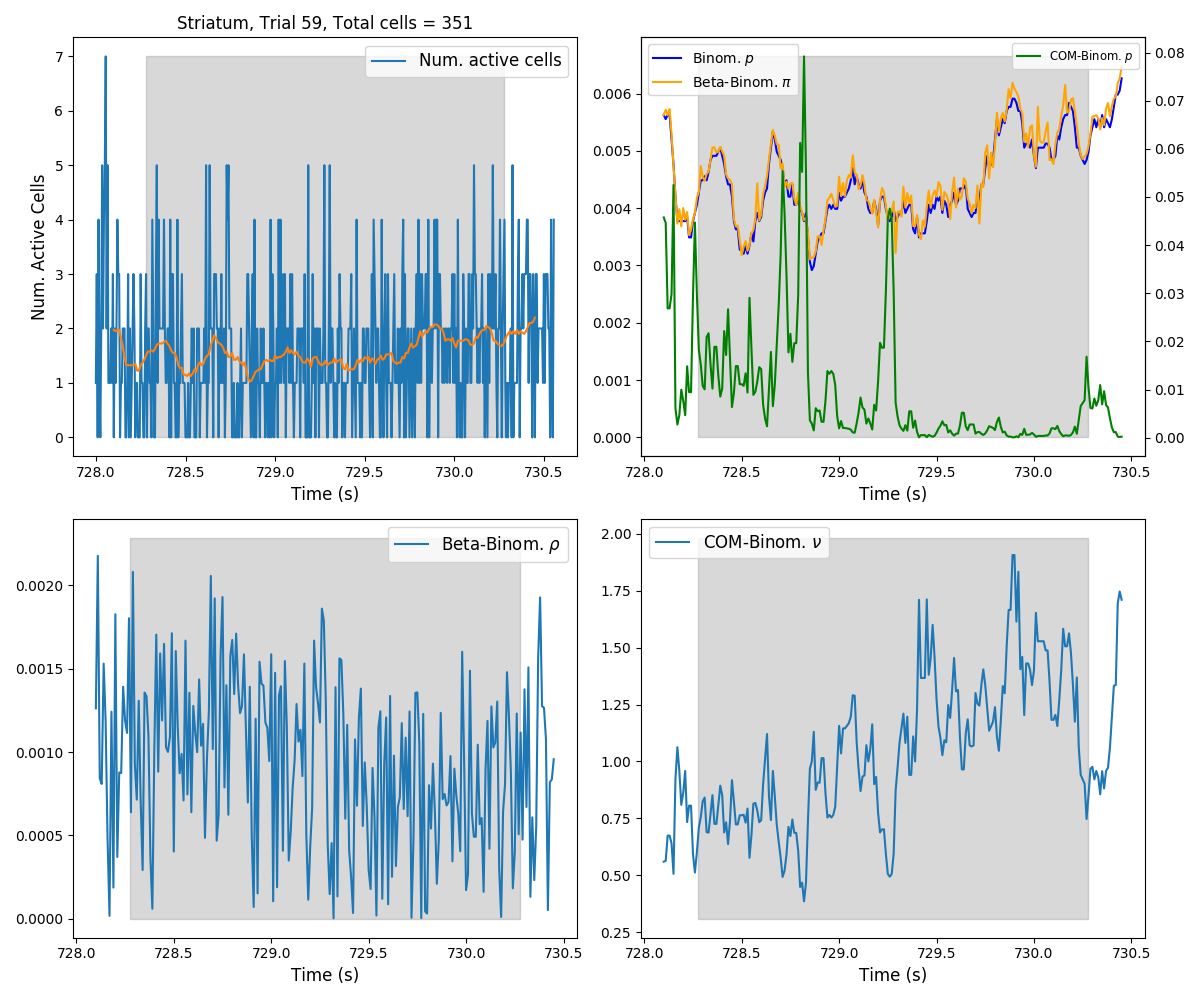 Striatum, Trial 59, Total cells = 351
Num. active cells
Num. Active Cells
7
6
5
4
3
2
1
0
728.0 728.5 729.0 729.5 730.0 730.5
Time (s)
Binom. p
Beta-Binom. π
COM-Binom. p
0.006
0.005
0.004
0.003
0.002
0.001
0.000
0.08
0.07
0.06
0.05
0.04
0.03
0.02
0.01
0.00
728.0 728.5 729.0 729.5 730.0 730.5
Time (s)
Beta-Binom. ρ
0.0020
0.0015
0.0010
0.0005
0.0000
728.0 728.5 729.0 729.5 730.0 730.5
Time (s)
COM-Binom. ν
2.00
1.75
1.50
1.25
1.00
0.75
0.50
0.25
728.0 728.5 729.0 729.5 730.0 730.5
Time (s)